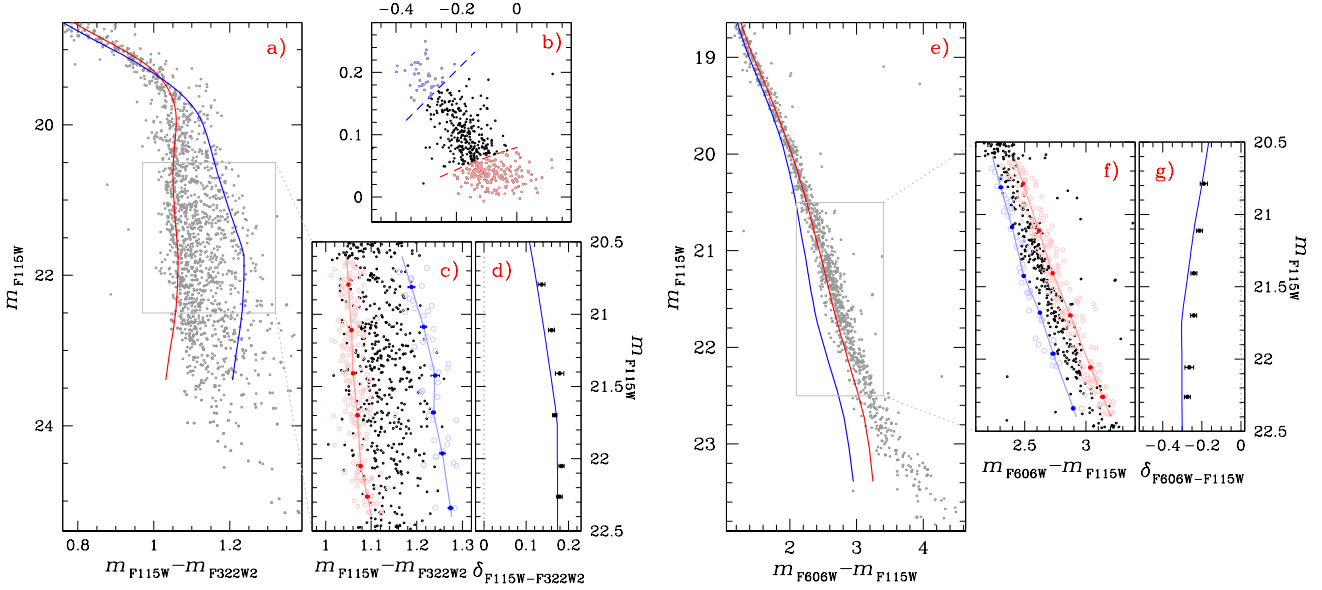 a)
20
22
24
0.8
1
1.2
m F115W
m F115W − m F322W2
−0.4
−0.2
0
b)
0.2
0.1
0
c)
d)
20.5
21
21.5
22
22.5
1
1.1
1.2
1.3
0
0.1
0.2
m F115W − m F322W2
δ F115W−F322W2
m F115W
e)
19
20
21
22
23
2
3
4
m F115W
m F606W − m F115W
f)
g)
20.5
21
21.5
22
22.5
2.5
3
−0.4
−0.2
0
m F606W − m F115W
δ F606W−F115W
m F115W